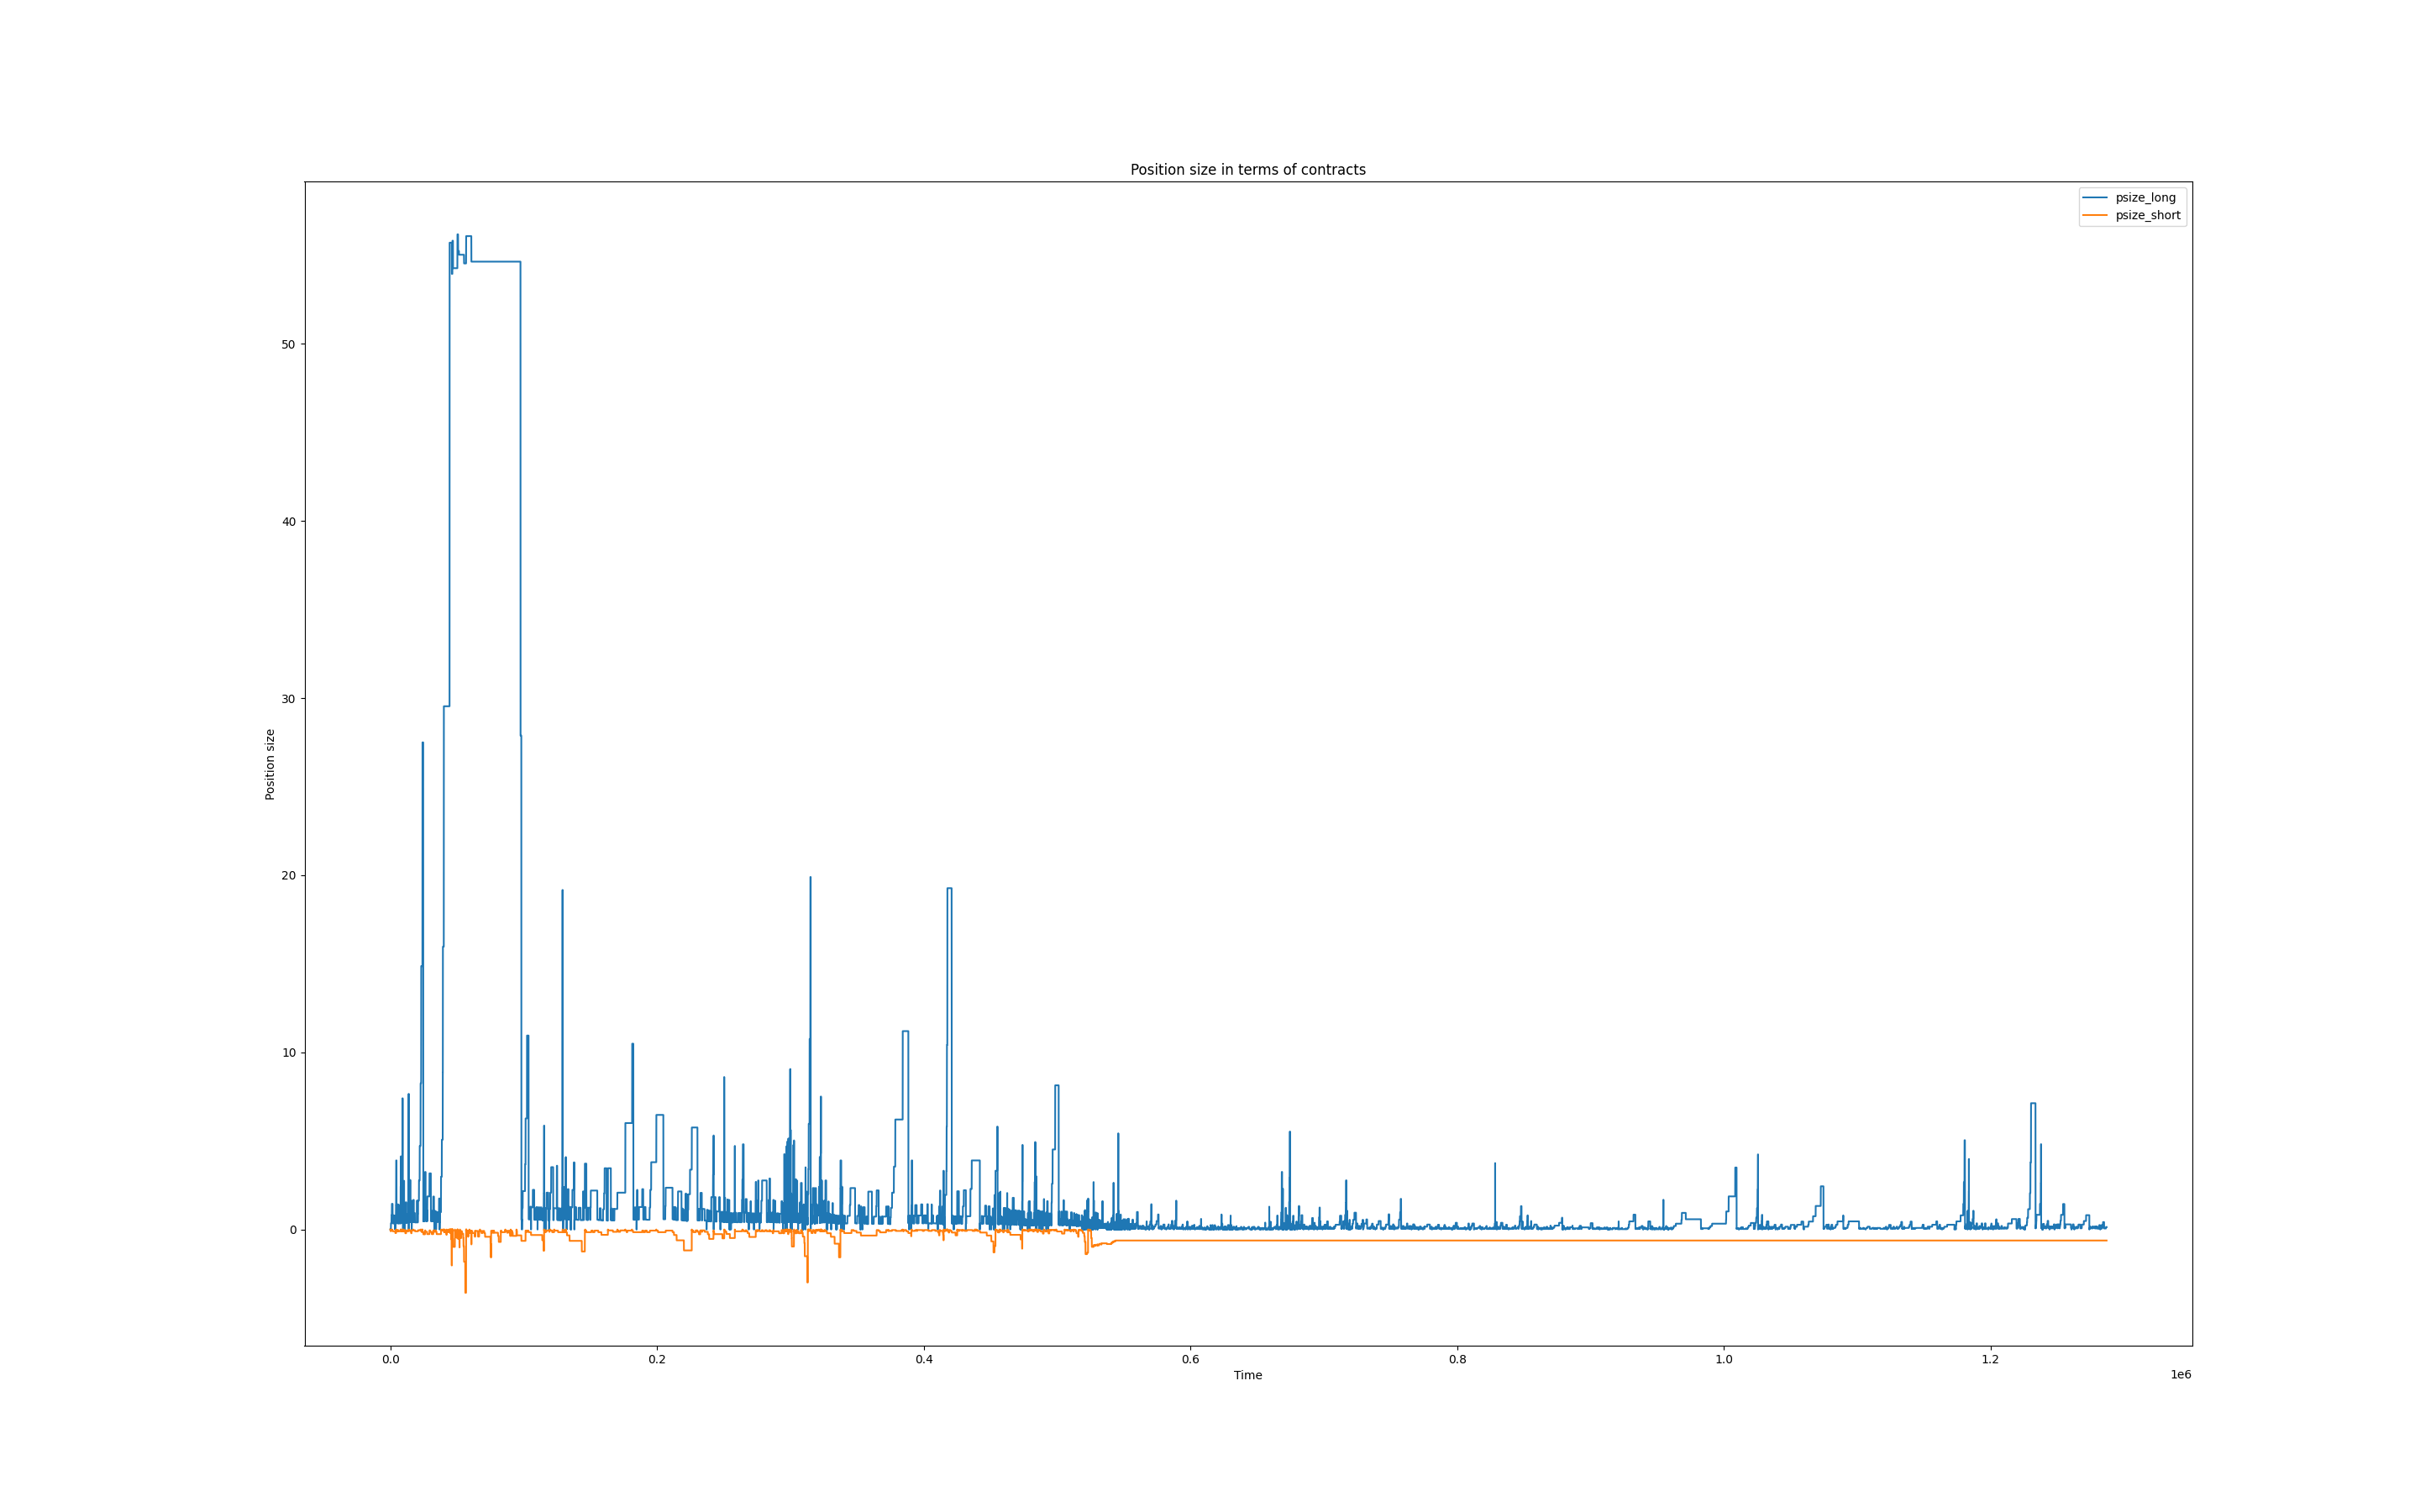 Position size in terms of contracts
psize_long
psize_short
Position size
50
40
30
20
10
0
0.0 0.2 0.4 0.6 0.8 1.0 1.2
Time
1e6